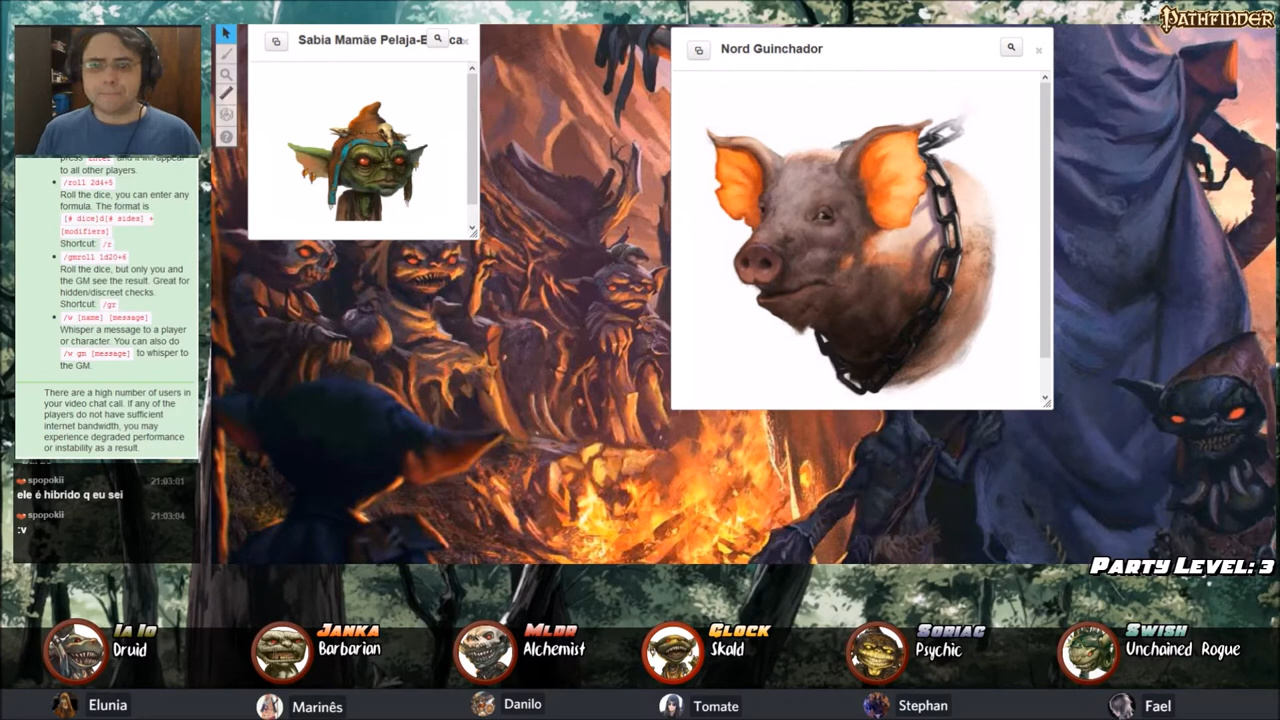 PATHFINDER
Sabia Mamãe Pelaja-E
ca
Nord Guinchador
press Enter and it will appear
to all other players.
/roll 2d4+5
Roll the dice, you can enter any
formula. The format is
[# dice]d[# sides] +
[modifiers]
Shortcut: /r
/gmroll 1d20+6
Roll the dice, but only you and
the GM see the result. Great for
hidden/discreet checks.
Shortcut: /gr
/w [name] [message]
Whisper a message to a player
or character. You can also do
/w gm [message] to whisper to
the GM.
There are a high number of users in
your video chat call. If any of the
players do not have sufficient
internet bandwidth, you may
experience degraded performance
or instability as a result.
spopokii 21:03:01
ele é hibrido q eu sei
spopokii 21:03:04
:v
PARTY LEVEL: 3
Ia Io
Druid
Janka
Barbarian
Mldr
Alchemist
Glock
Skald
Soriac
Psychic
Swish
Unchained Rogue
Elunia
Marinês
Danilo
Tomate
Stephan
Fael